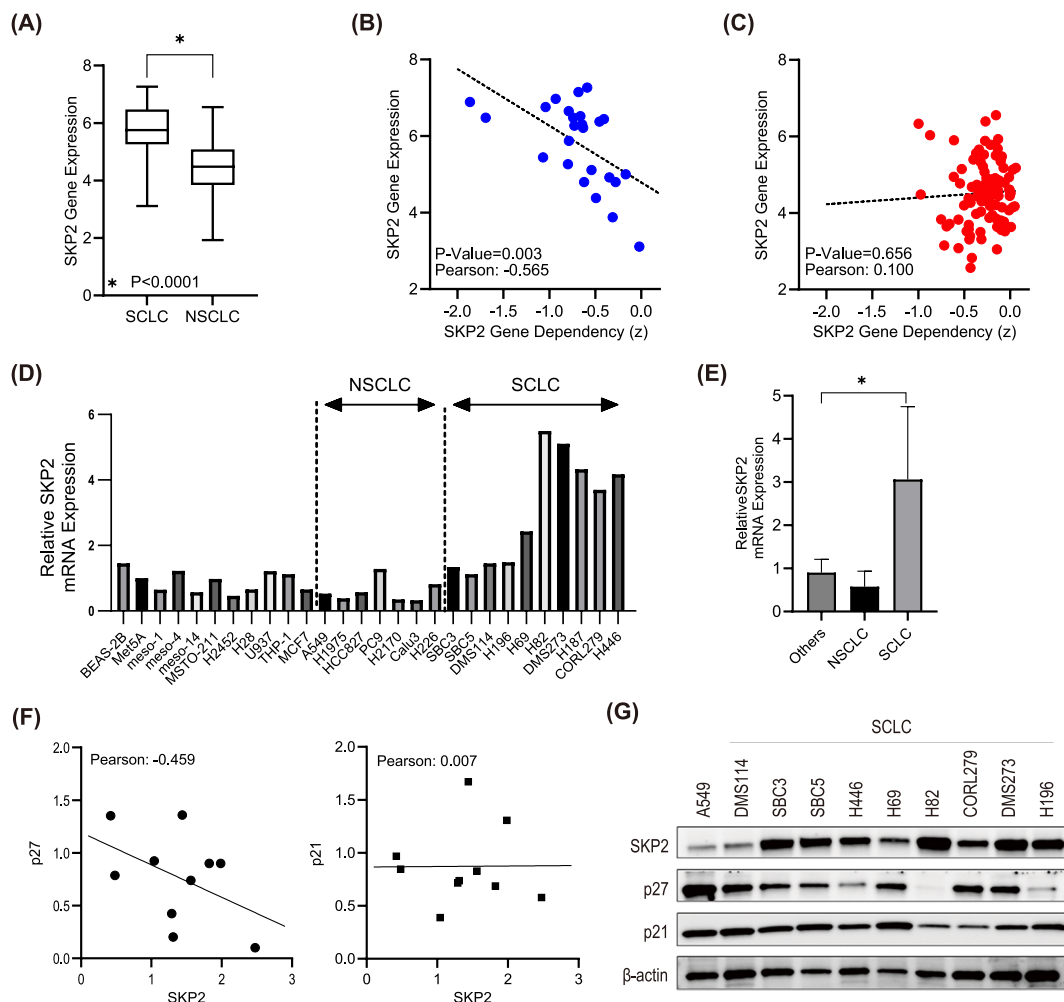 (A)
*
SKP2 Gene Expression
8
6
4
2
0
* P<0.0001
SCLC NSCLC
(B)
SKP2 Gene Expression
8
6
4
2
P-Value=0.003
Pearson: -0.565
-2.0 -1.5 -1.0 -0.5 0.0
SKP2 Gene Dependency (z)
(C)
SKP2 Gene Expression
8
6
4
2
P-Value=0.656
Pearson: 0.100
-2.0 -1.5 -1.0 -0.5 0.0
SKP2 Gene Dependency (z)
(D)
NSCLC SCLC
Relative SKP2
mRNA Expression
6
4
2
0
BEAS-2B
Met5A
meso-1
meso-4
meso-14
MSTO-211
H2452
H28
U937
THP-1
MCF7
A549
H1975
HCC827
PC9
H2170
Calu3
H226
SBC3
SBC5
DMS114
H196
H69
H82
DMS273
H187
CORL279
H446
(E)
*
RelativeSKP2
mRNA Expression
5
4
3
2
1
0
Others
NSCLC
SCLC
(F)
p27
2.0
1.5
1.0
0.5
0.0
Pearson: -0.459
0 1 2 3
SKP2
p21
2.0
1.5
1.0
0.5
0.0
Pearson: 0.007
0 1 2 3
SKP2
(G)
SCLC
A549
DMS114
SBC3
SBC5
H446
H69
H82
CORL279
DMS273
H196
SKP2
p27
p21
β-actin